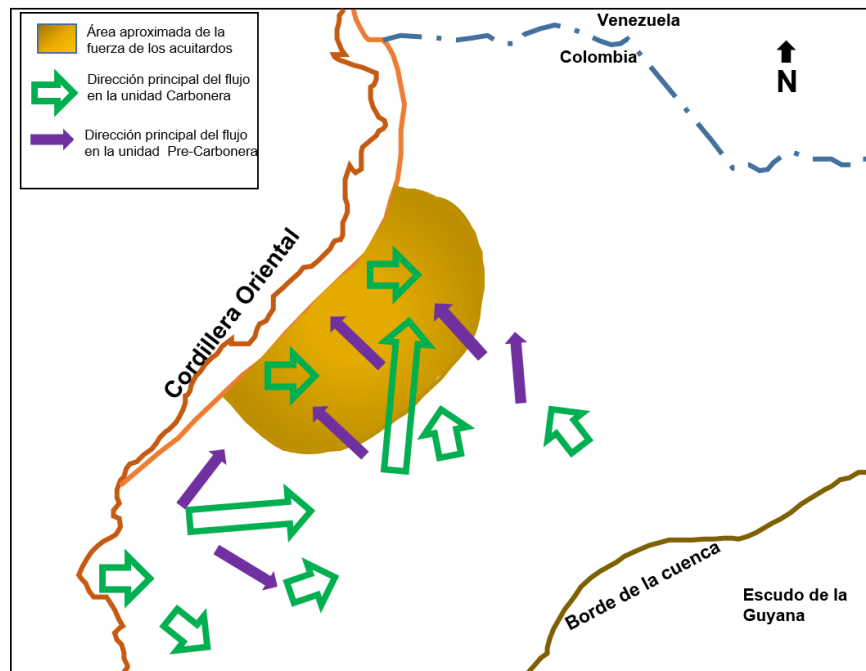 Área aproximada de la
fuerza de los acuitardos
Dirección principal del flujo
en la unidad Carbonera
Dirección principal del flujo
en la unidad Pre-Carbonera
Venezuela
Colombia
N
Cordillera Oriental
Borde de la cuenca
Escudo de la
Guyana